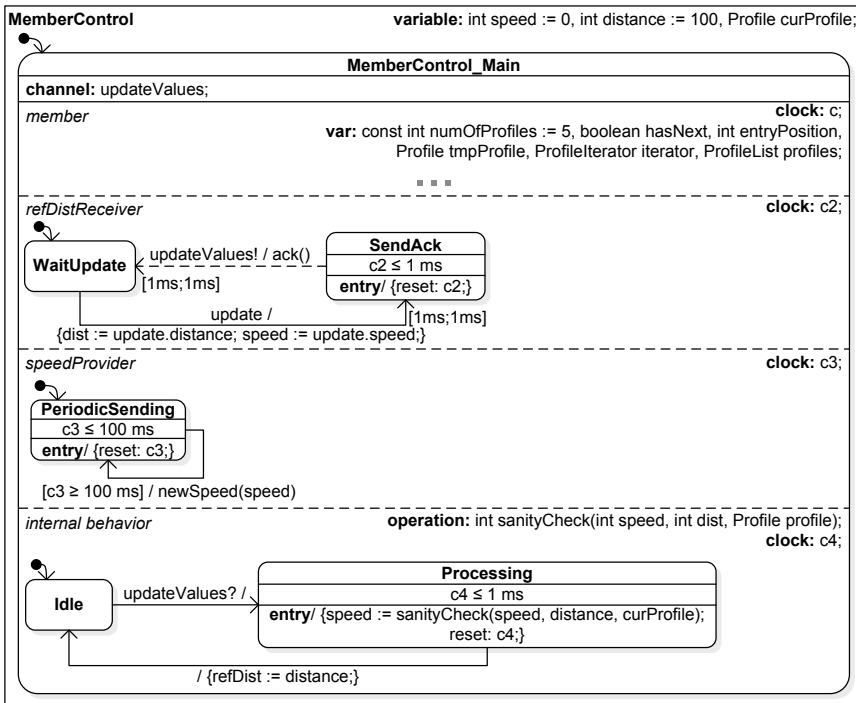 MemberControl
variable: int speed := 0, int distance := 100, Profile curProfile;
MemberControl_Main
channel: updateValues;
member
clock: c;
var: const int numOfProfiles := 5, boolean hasNext, int entryPosition,
Profile tmpProfile, ProfileIterator iterator, ProfileList profiles;
refDistReceiver
clock: c2;
WaitUpdate
updateValues! / ack()
[1ms;1ms]
SendAck
c2 ≤ 1 ms
entry/ {reset: c2;}
update /
[1ms;1ms]
{dist := update.distance; speed := update.speed;}
speedProvider
clock: c3;
PeriodicSending
c3 ≤ 100 ms
entry/ {reset: c3;}
[c3 ≥ 100 ms] / newSpeed(speed)
internal behavior
operation: int sanityCheck(int speed, int dist, Profile profile);
clock: c4;
Idle
updateValues? /
Processing
c4 ≤ 1 ms
entry/ {speed := sanityCheck(speed, distance, curProfile);
reset: c4;}
/ {refDist := distance;}